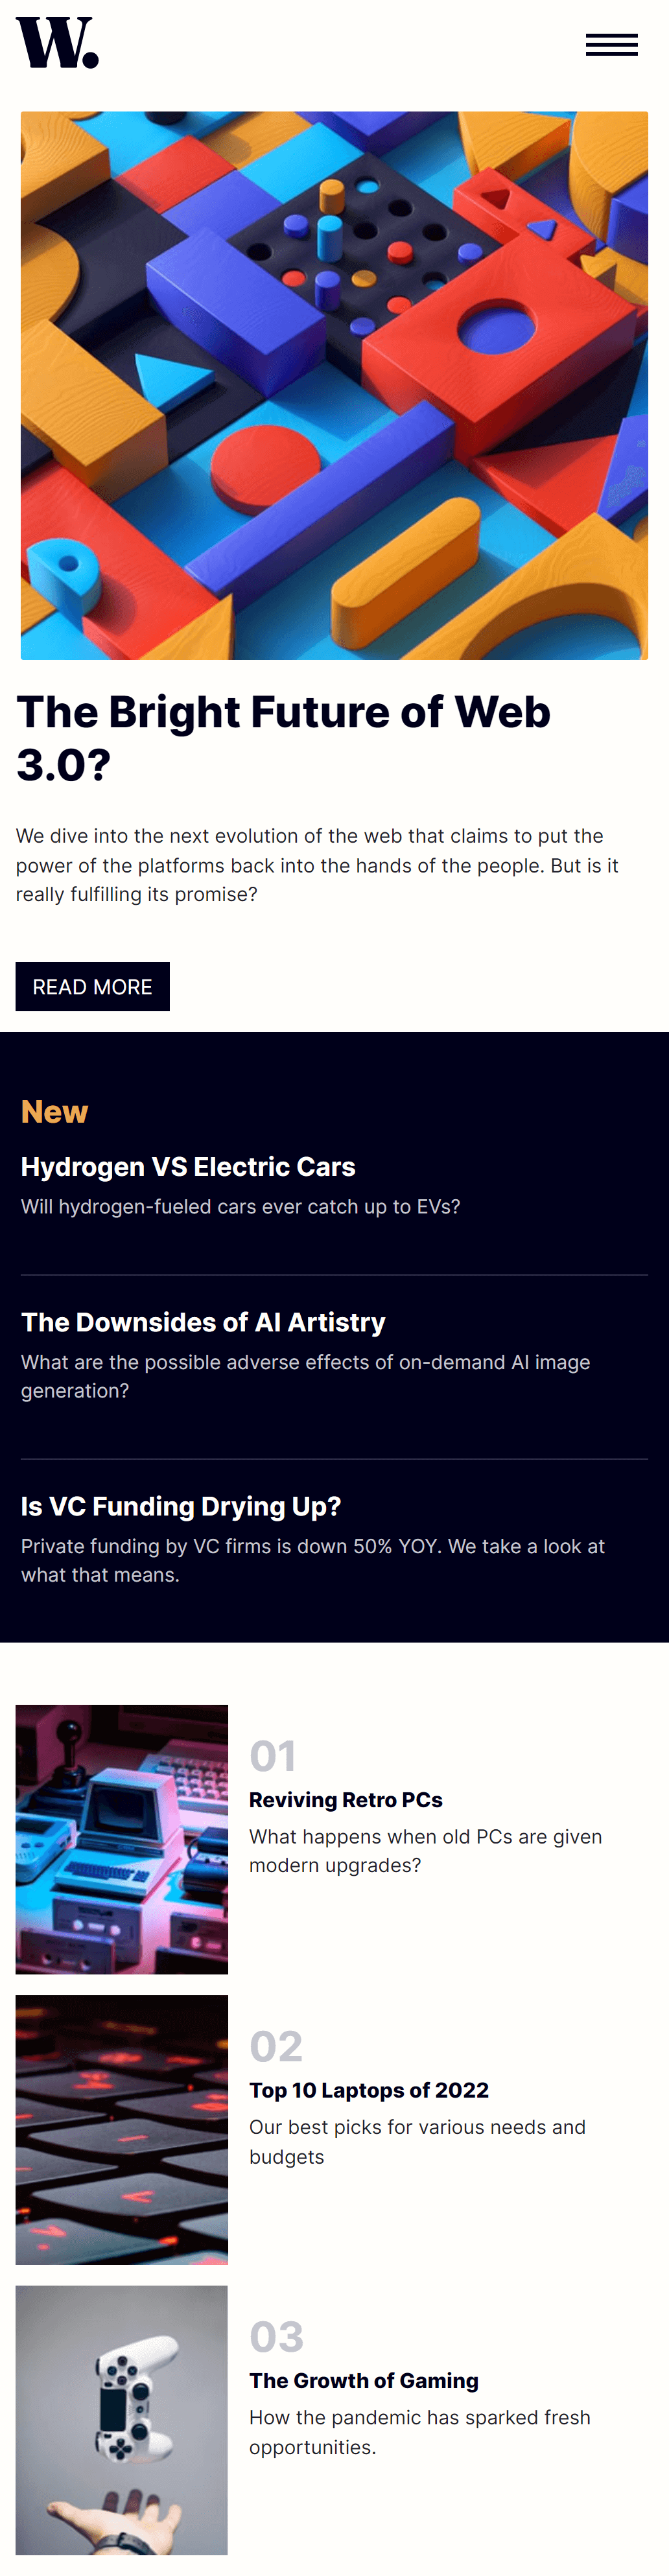 W.
The Bright Future of Web
3.0?
We dive into the next evolution of the web that claims to put the
power of the platforms back into the hands of the people. But is it
really fulfilling its promise?
READ MORE
New
Hydrogen VS Electric Cars
Will hydrogen-fueled cars ever catch up to EVs?
The Downsides of AI Artistry
What are the possible adverse effects of on-demand AI image
generation?
Is VC Funding Drying Up?
Private funding by VC firms is down 50% YOY. We take a look at
what that means.
01
Reviving Retro PCs
What happens when old PCs are given
modern upgrades?
02
Top 10 Laptops of 2022
Our best picks for various needs and
budgets
03
The Growth of Gaming
How the pandemic has sparked fresh
opportunities.